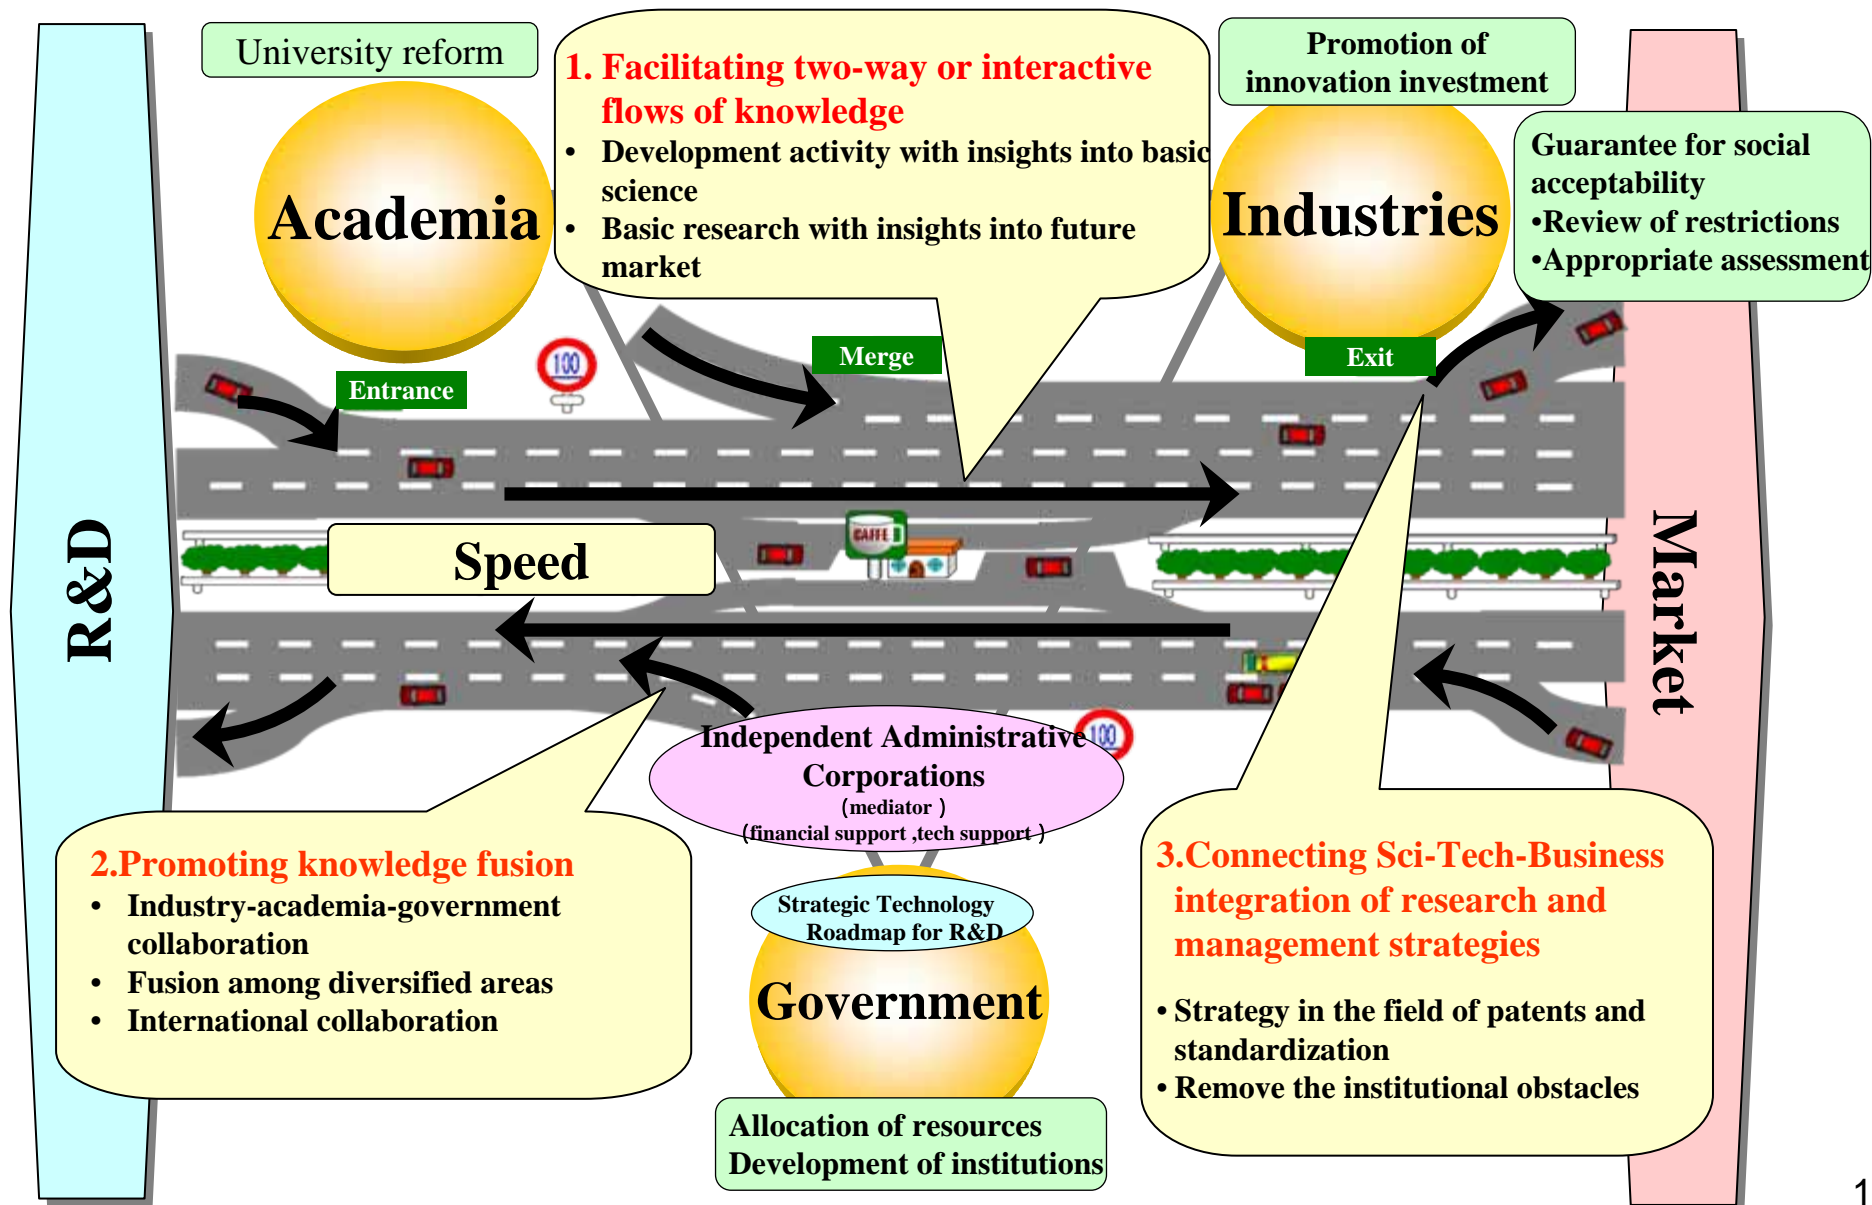 University reform
1. Facilitating two-way or interactive
flows of knowledge
• Development activity with insights into basic
science
• Basic research with insights into future
market
Promotion of
innovation investment
Guarantee for social
acceptability
•Review of restrictions
•Appropriate assessment
Academia
Industries
Entrance
100
Merge
Exit
R&D
Speed
CAFFE
Market
Independent Administrative
Corporations
(mediator )
(financial support ,tech support )
100
2.Promoting knowledge fusion
• Industry-academia-government
collaboration
• Fusion among diversified areas
• International collaboration
Strategic Technology
Roadmap for R&D
Government
Allocation of resources
Development of institutions
3.Connecting Sci-Tech-Business
integration of research and
management strategies
• Strategy in the field of patents and
standardization
• Remove the institutional obstacles
1